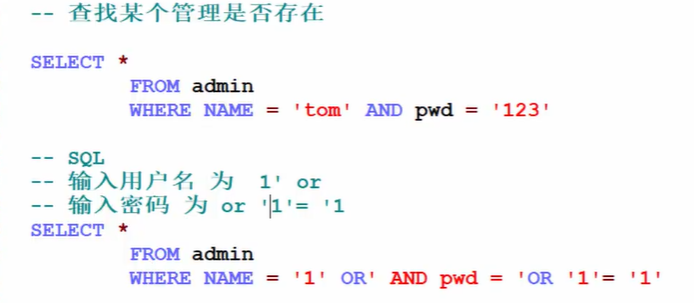 -- 查找某个管理是否存在
SELECT *
FROM admin
WHERE NAME = 'tom' AND pwd = '123'
-- SQL
-- 输入用户名 为  1' or
-- 输入密码 为 or '1'= '1
SELECT *
FROM admin
WHERE NAME = '1' OR' AND pwd = 'OR '1'= '1'